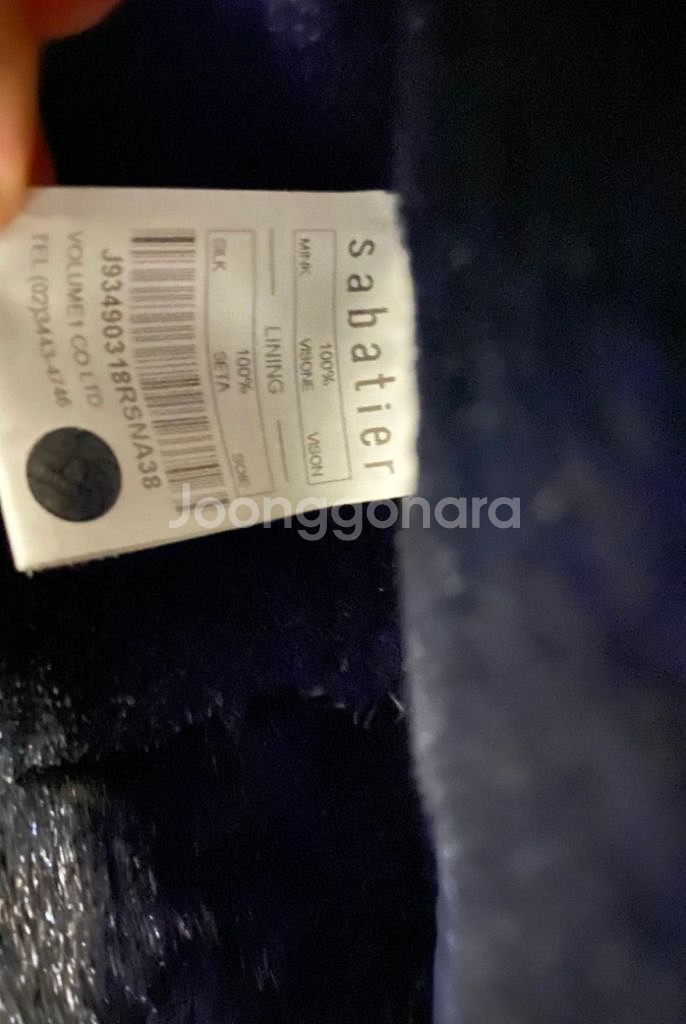 sabatier
MINK 100% VISONE VISON
LINING
SILK 100% SETA SOIE
J93490318RSNA38
VOLUME1 CO LTD
TEL (02)3443-4746
Joonggonara